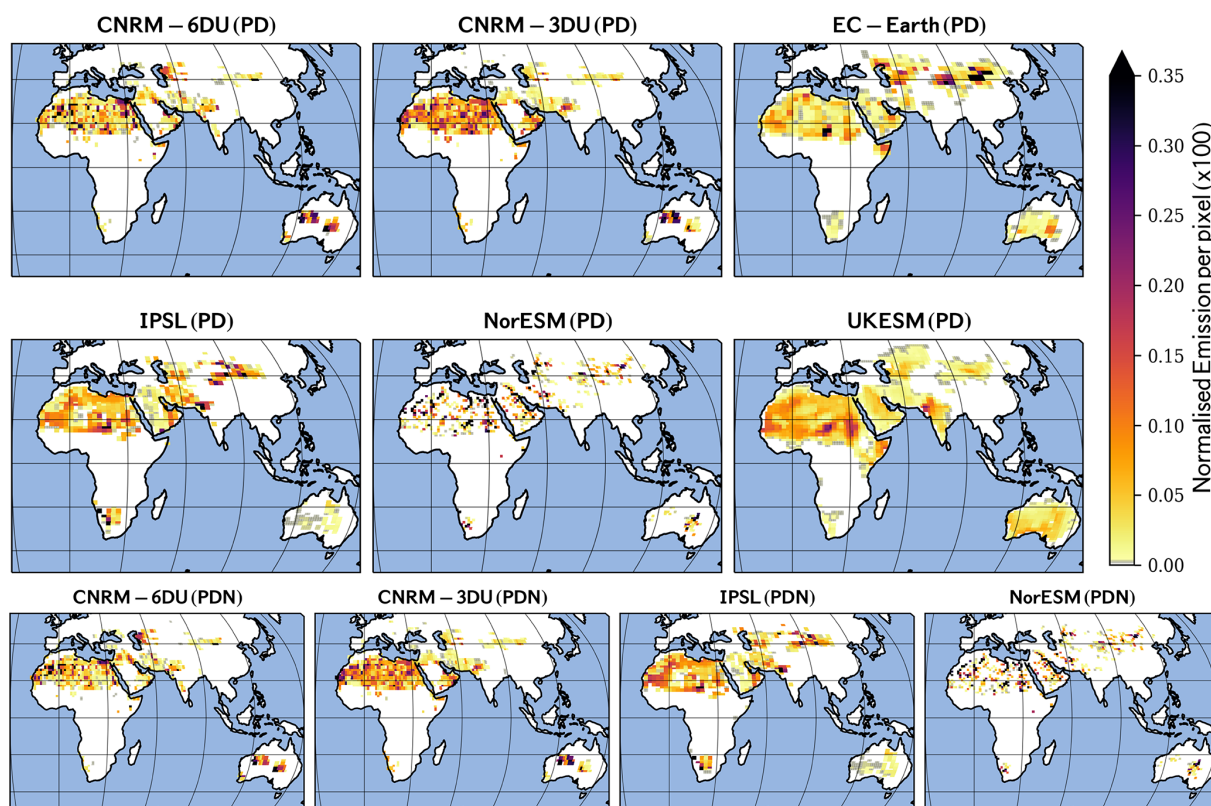 CNRM – 6DU (PD)
CNRM – 3DU (PD)
EC – Earth (PD)
IPSL (PD)
NorESM (PD)
UKESM (PD)
CNRM – 6DU (PDN)
CNRM – 3DU (PDN)
IPSL (PDN)
NorESM (PDN)
0.35
0.30
0.25
0.20
0.15
0.10
0.05
0.00
Normalised Emission per pixel (x100)